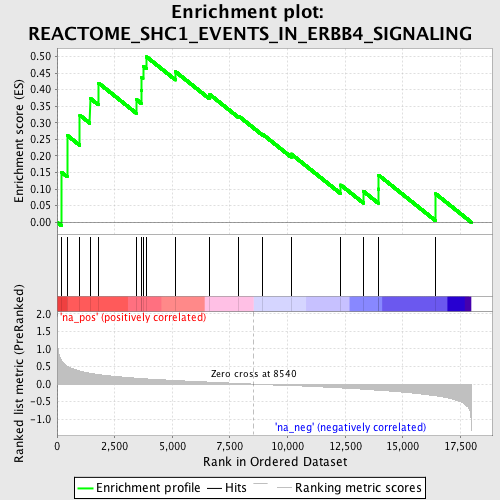 Enrichment plot:
REACTOME_SHC1_EVENTS_IN_ERBB4_SIGNALING
Enrichment score (ES)
0.50
0.45
0.40
0.35
0.30
0.25
0.20
0.15
0.10
0.05
0.00
'na_pos' (positively correlated)
Ranked list metric (PreRanked)
2.0
1.5
1.0
0.5
0.0
-0.5
-1.0
Zero cross at 8540
'na_neg' (negatively correlated)
0
2,500
5,000
7,500
10,000
12,500
15,000
17,500
Rank in Ordered Dataset
Enrichment profile
Hits
Ranking metric scores